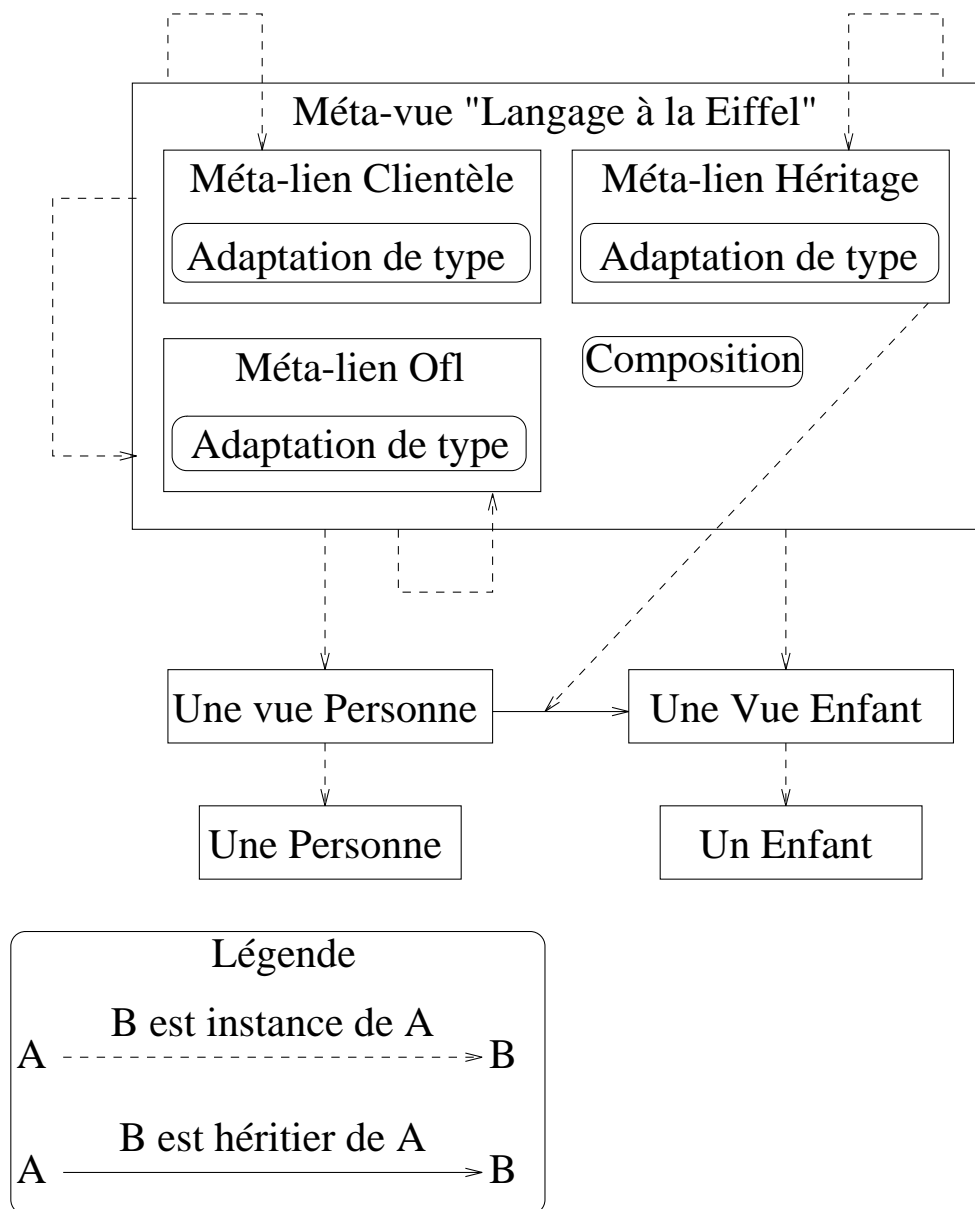 Méta-vue "Langage à la Eiffel"
Méta-lien Clientèle
Adaptation de type
Méta-lien Héritage
Adaptation de type
Méta-lien Ofl
Adaptation de type
Composition
Une vue Personne
Une Vue Enfant
Une Personne
Un Enfant
Légende
B est instance de A
A
B
B est héritier de A
A
B